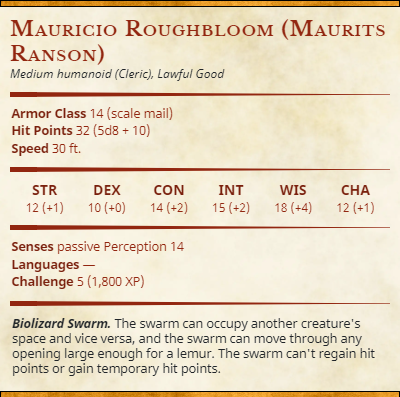 Mauricio Roughbloom (Maurits
Ranson)
Medium humanoid (Cleric), Lawful Good
Armor Class 14 (scale mail)
Hit Points 32 (5d8 + 10)
Speed 30 ft.
STR DEX CON INT WIS CHA
12 (+1) 10 (+0) 14 (+2) 15 (+2) 18 (+4) 12 (+1)
Senses passive Perception 14
Languages —
Challenge 5 (1,800 XP)
Biolizard Swarm. The swarm can occupy another creature's
space and vice versa, and the swarm can move through any
opening large enough for a lemur. The swarm can't regain hit
points or gain temporary hit points.